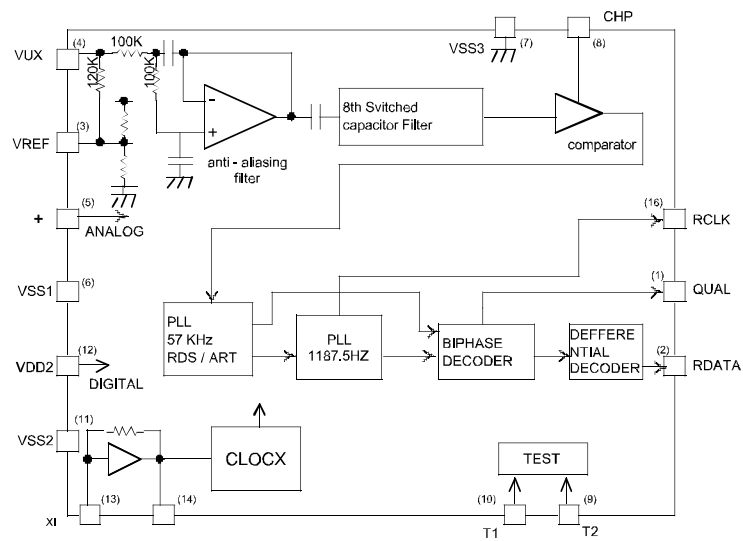 CHP
VUX
(4)
100K
120K
100K
VSS3
(7)
(8)
-
+
8th Svitched
capacitor Filter
VREF
(3)
anti - aliasing
filter
comparator
+
(5)
ANALOG
(16)
RCLK
VSS1
(6)
(1)
QUAL
PLL
57 KHz
RDS / ART
PLL
1187.5HZ
BIPHASE
DECODER
DEFFERE
NTIAL
DECODER
VDD2
(12)
DIGITAL
(2)
RDATA
VSS2
(11)
CLOCX
TEST
XI
(13)
(14)
(10)
T1
(9)
T2